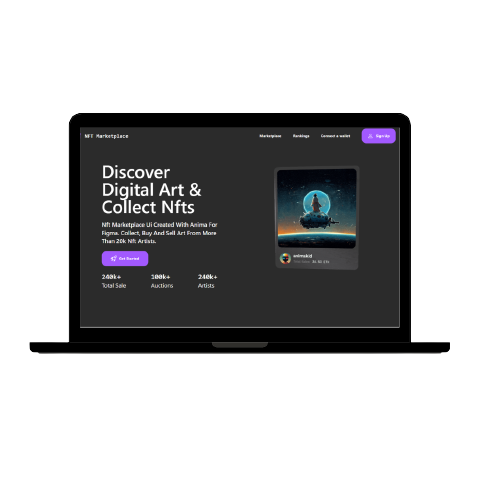 NFT Marketplace
Marketplace
Rankings
Connect a wallet
Sign Up
Discover
Digital Art &
Collect Nfts
Nft Marketplace Ui Created With Anima For
Figma. Collect, Buy And Sell Art From More
Than 20k Nft Artists.
Get Started
240k+
Total Sale
100k+
Auctions
240k+
Artists
animakid